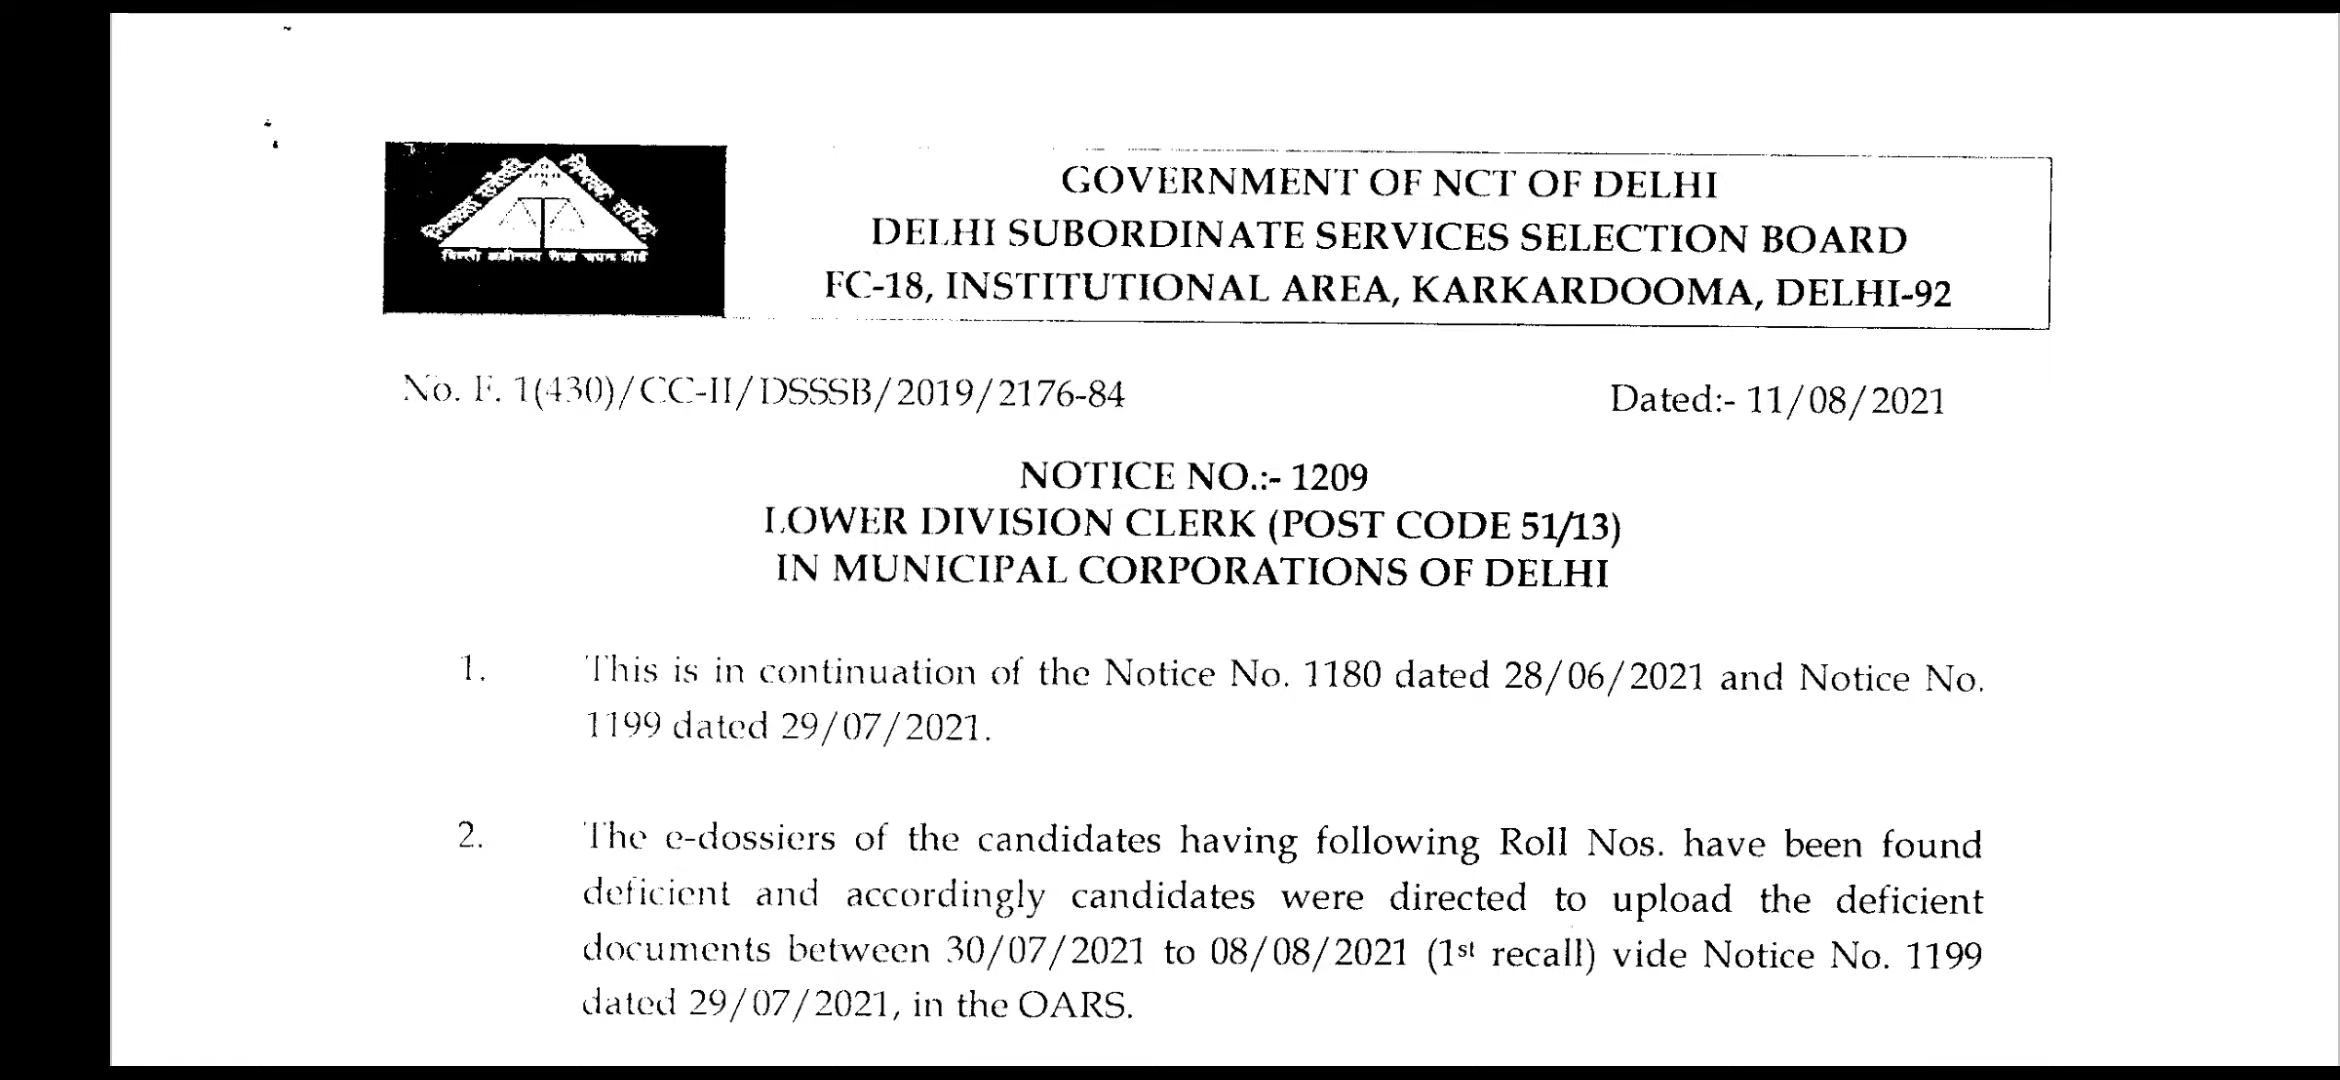 दिल्ली अधीनस्थ सेवा चयन बोर्ड
GOVERNMENT OF NCT OF DELHI
DELHI SUBORDINATE SERVICES SELECTION BOARD
FC-18, INSTITUTIONAL AREA, KARKARDOOMA, DELHI-92
No. F. 1(430)/CC-II/DSSSB/2019/2176-84 Dated:- 11/08/2021
NOTICE NO.:- 1209
LOWER DIVISION CLERK (POST CODE 51/13)
IN MUNICIPAL CORPORATIONS OF DELHI
1. This is in continuation of the Notice No. 1180 dated 28/06/2021 and Notice No.
1199 dated 29/07/2021.
2. The e-dossiers of the candidates having following Roll Nos. have been found
deficient and accordingly candidates were directed to upload the deficient
documents between 30/07/2021 to 08/08/2021 (1st recall) vide Notice No. 1199
dated 29/07/2021, in the OARS.